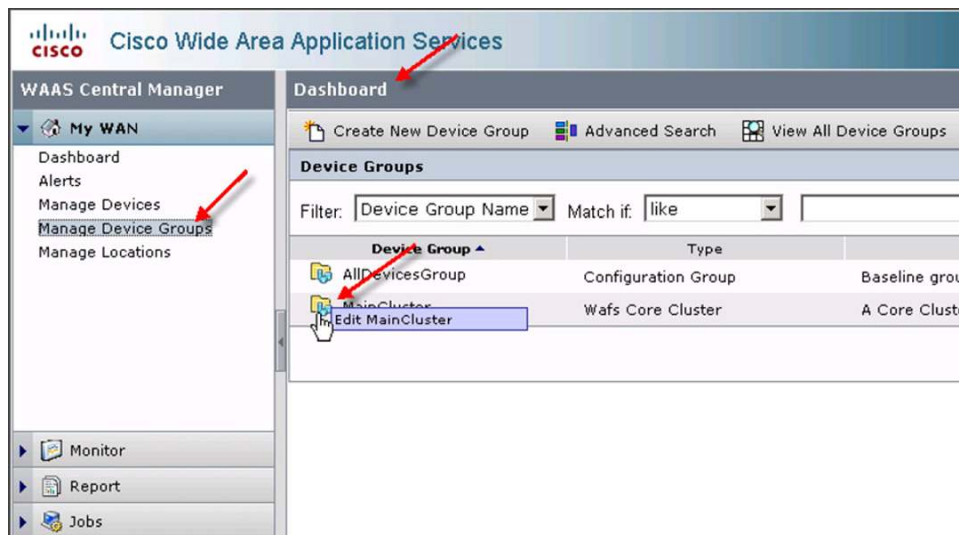 CISCO
Cisco Wide Area Application Services
WAAS Central Manager
My WAN
Dashboard
Alerts
Manage Devices
Manage Device Groups
Manage Locations
Monitor
Report
Jobs
Dashboard
Create New Device Group Advanced Search View All Device Groups
Device Groups
Filter: Device Group Name Match if: like
Device Group Type
AllDevicesGroup Configuration Group Baseline grou
MainCluster Wafs Core Cluster A Core Clust
Edit MainCluster